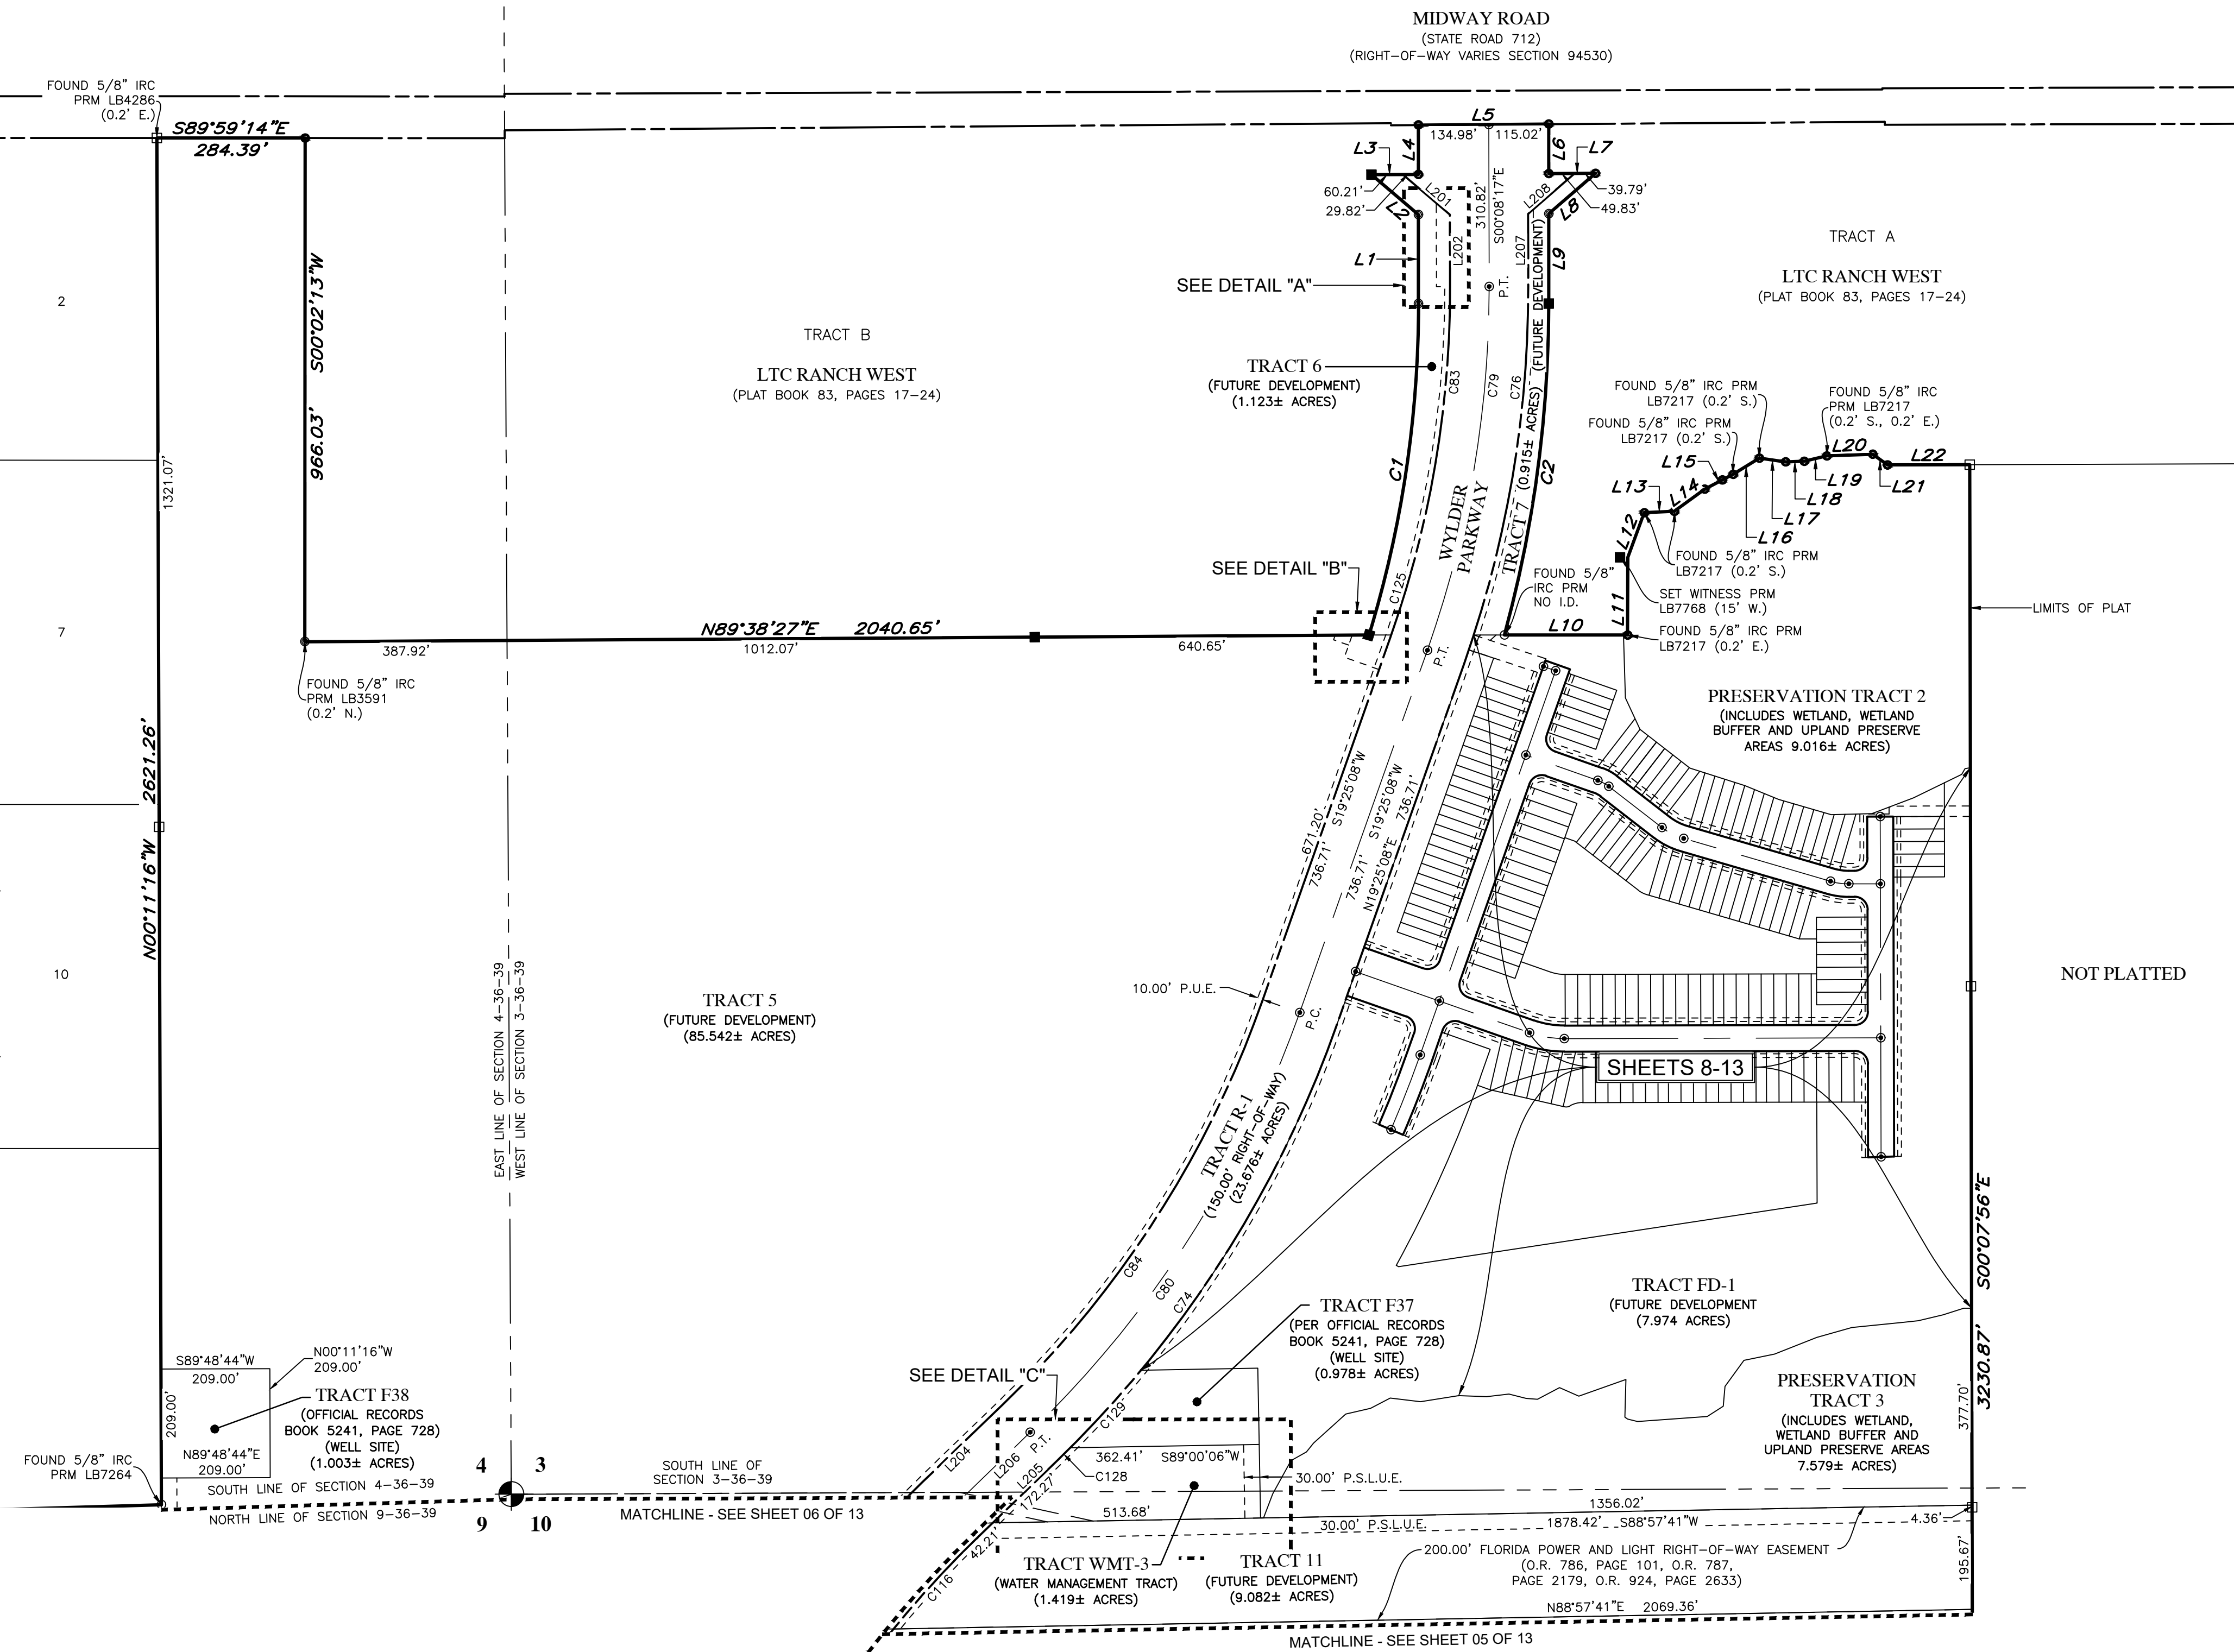 MIDWAY ROAD
(STATE ROAD 712)
(RIGHT-OF-WAY VARIES SECTION 94530)
FOUND 5/8" IRC
PRM LB4286
(0.2' E.)
S89°59'14"E
284.39'
L5
134.98'
115.02'
L3
L4
L6
L7
60.21'
29.82'
L2
L201
L202
310.82'
S00°08'17"E
L208
L207
L8
39.79'
49.83'
L1
L9
P.T.
SEE DETAIL "A"
TRACT A
LTC RANCH WEST
(PLAT BOOK 83, PAGES 17-24)
2
S00°02'13"W
966.03'
1321.07'
TRACT B
LTC RANCH WEST
(PLAT BOOK 83, PAGES 17-24)
TRACT 6
(FUTURE DEVELOPMENT)
(1.123± ACRES)
C83
C79
C76
C1
C2
TRACT 7 (0.915± ACRES) (FUTURE DEVELOPMENT)
WYLDER
PARKWAY
C125
FOUND 5/8" IRC PRM
LB7217 (0.2' S.)
FOUND 5/8" IRC PRM
LB7217 (0.2' S.)
FOUND 5/8" IRC
PRM LB7217
(0.2' S., 0.2' E.)
L20
L22
L15
L13
L14
L19
L21
L18
L17
L16
L12
L11
L10
FOUND 5/8" IRC PRM
LB7217 (0.2' S.)
FOUND 5/8"
IRC PRM
NO I.D.
SET WITNESS PRM
LB7768 (15' W.)
FOUND 5/8" IRC PRM
LB7217 (0.2' E.)
LIMITS OF PLAT
SEE DETAIL "B"
7
N89°38'27"E 2040.65'
387.92'
1012.07'
640.65'
P.T.
FOUND 5/8" IRC
PRM LB3591
(0.2' N.)
PRESERVATION TRACT 2
(INCLUDES WETLAND, WETLAND
BUFFER AND UPLAND PRESERVE
AREAS 9.016± ACRES)
N00°11'16"W 2621.26'
671.20'
736.71'
S19°25'08"W
736.71'
S19°25'08"W
N19°25'08"E
736.71'
10
EAST LINE OF SECTION 4-36-39
WEST LINE OF SECTION 3-36-39
TRACT 5
(FUTURE DEVELOPMENT)
(85.542± ACRES)
10.00' P.U.E.
P.C.
NOT PLATTED
SHEETS 8-13
TRACT R-1
(150.00' RIGHT-OF-WAY)
(23.676± ACRES)
S00°07'56"E
3230.87'
C84
C80
C74
TRACT FD-1
(FUTURE DEVELOPMENT
(7.974 ACRES)
TRACT F37
(PER OFFICIAL RECORDS
BOOK 5241, PAGE 728)
(WELL SITE)
(0.978± ACRES)
S89°48'44"W
209.00'
N00°11'16"W
209.00'
209.00'
TRACT F38
(OFFICIAL RECORDS
BOOK 5241, PAGE 728)
(WELL SITE)
(1.003± ACRES)
N89°48'44"E
209.00'
FOUND 5/8" IRC
PRM LB7264
SEE DETAIL "C"
C129
PRESERVATION
TRACT 3
(INCLUDES WETLAND,
WETLAND BUFFER AND
UPLAND PRESERVE AREAS
7.579± ACRES)
377.70'
L204
L206
P.T.
L205
172.27'
362.41'
S89°00'06"W
C128
30.00' P.S.L.U.E.
SOUTH LINE OF SECTION 4-36-39
NORTH LINE OF SECTION 9-36-39
4
3
9
10
SOUTH LINE OF
SECTION 3-36-39
MATCHLINE - SEE SHEET 06 OF 13
513.68'
1356.02'
30.00' P.S.L.U.E.
1878.42'
S88°57'41"W
4.36'
42.21'
C116
TRACT WMT-3
(WATER MANAGEMENT TRACT)
(1.419± ACRES)
TRACT 11
(FUTURE DEVELOPMENT)
(9.082± ACRES)
200.00' FLORIDA POWER AND LIGHT RIGHT-OF-WAY EASEMENT
(O.R. 786, PAGE 101, O.R. 787,
PAGE 2179, O.R. 924, PAGE 2633)
195.67'
N88°57'41"E 2069.36'
MATCHLINE - SEE SHEET 05 OF 13